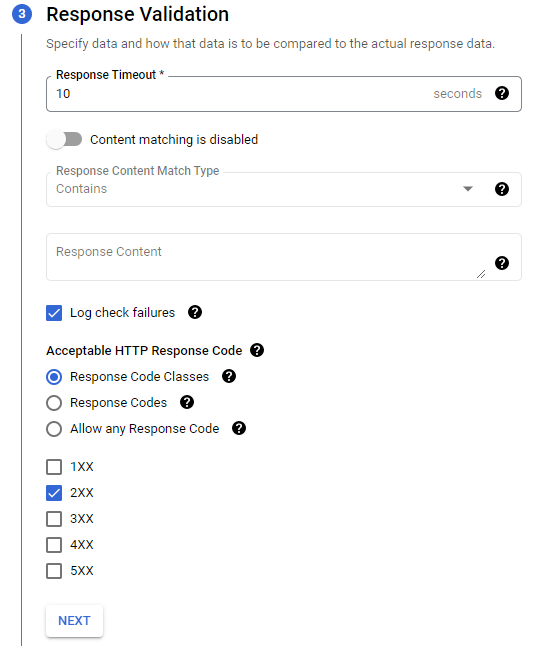 3 Response Validation
Specify data and how that data is to be compared to the actual response data.
Response Timeout *
10 seconds ?
Content matching is disabled
Response Content Match Type
Contains ?
Response Content ?
Log check failures ?
Acceptable HTTP Response Code ?
Response Code Classes ?
Response Codes ?
Allow any Response Code ?
1XX
2XX
3XX
4XX
5XX
NEXT